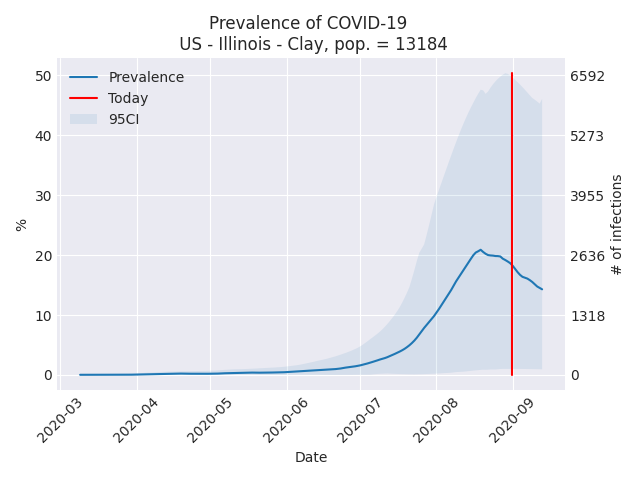 Prevalence of COVID-19
US - Illinois - Clay, pop. = 13184
Prevalence
Today
95CI
50
40
30
20
10
0
%
6592
5273
3955
2636
1318
0
# of infections
2020-03
2020-04
2020-05
2020-06
2020-07
2020-08
2020-09
Date